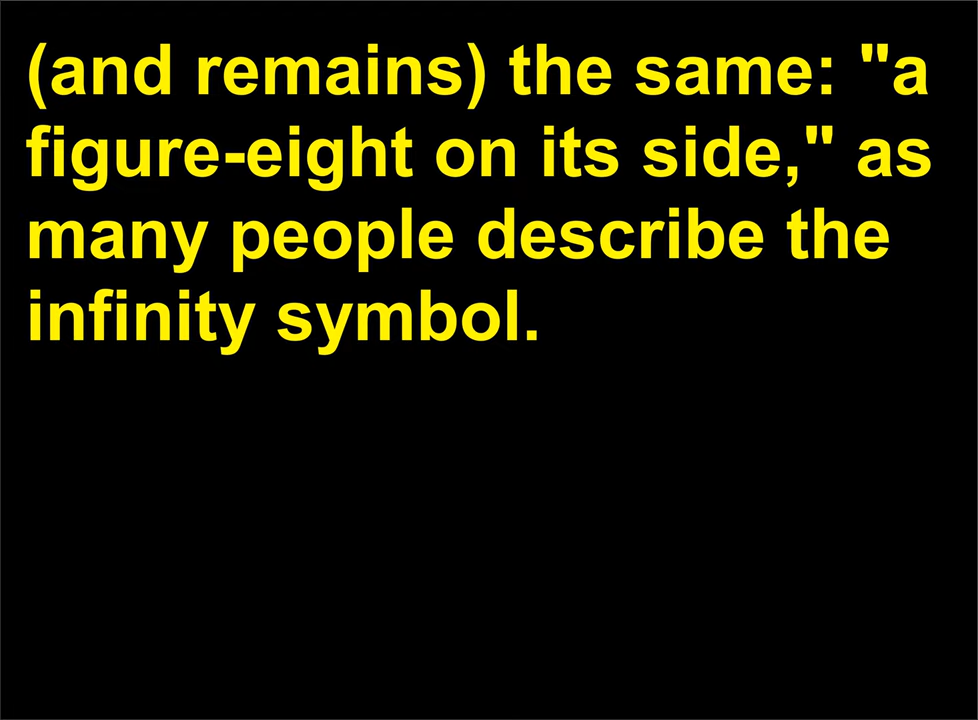 (and remains) the same: "a
figure-eight on its side," as
many people describe the
infinity symbol.